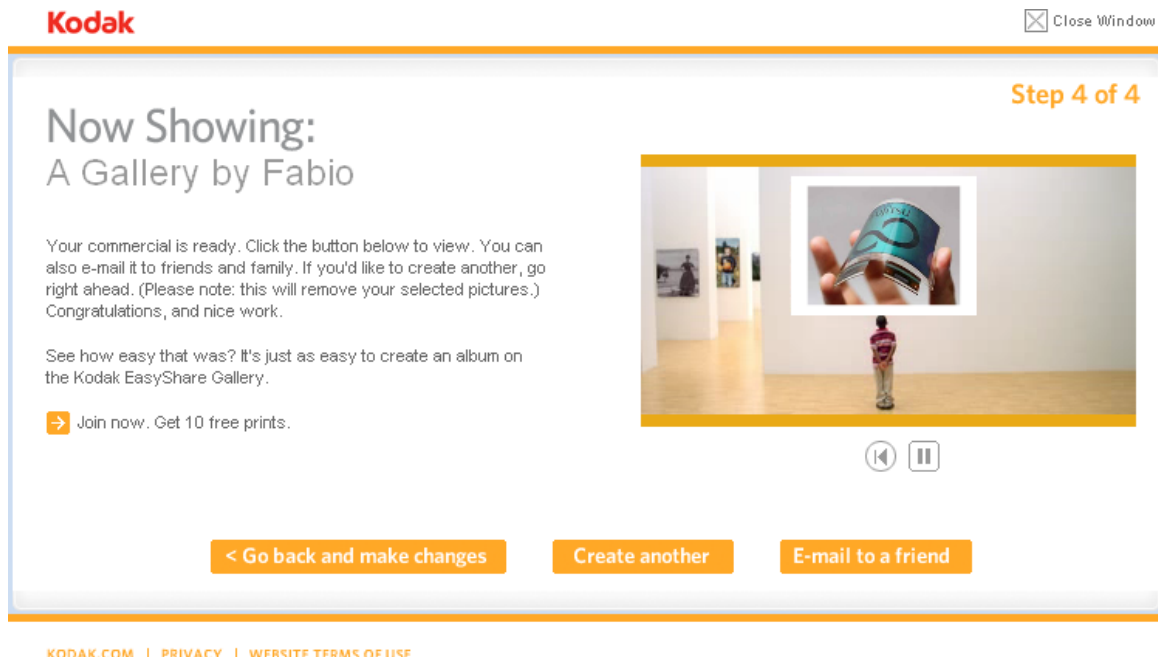 Kodak
Close Window
Step 4 of 4
Now Showing:
A Gallery by Fabio
Your commercial is ready. Click the button below to view. You can
also e-mail it to friends and family. If you'd like to create another, go
right ahead. (Please note: this will remove your selected pictures.)
Congratulations, and nice work.
See how easy that was? It's just as easy to create an album on
the Kodak EasyShare Gallery.
Join now. Get 10 free prints.
< Go back and make changes
Create another
E-mail to a friend
KODAK.COM | PRIVACY | WEBSITE TERMS OF USE